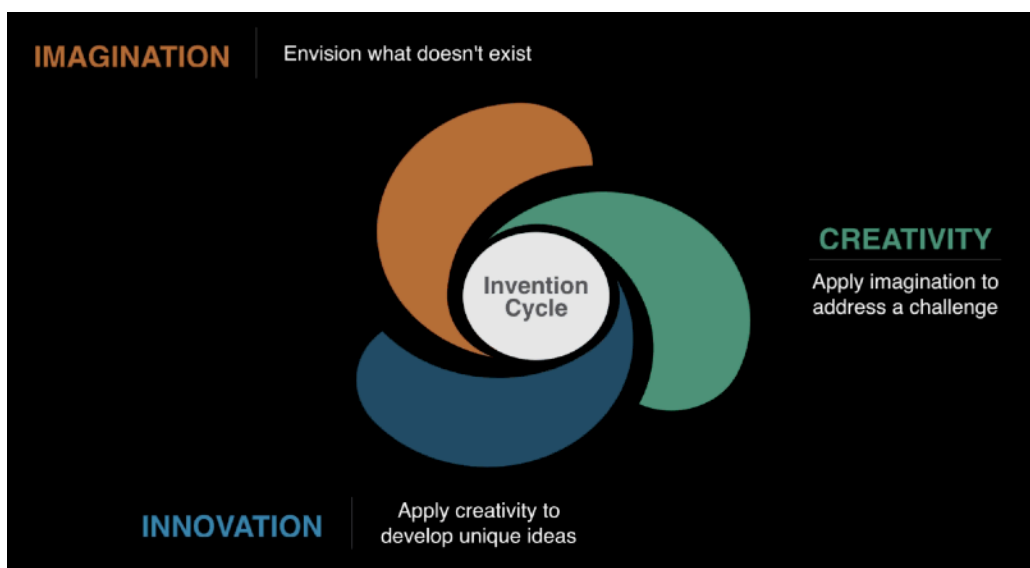 IMAGINATION
Envision what doesn't exist
CREATIVITY
Apply imagination to
address a challenge
Invention
Cycle
INNOVATION
Apply creativity to
develop unique ideas